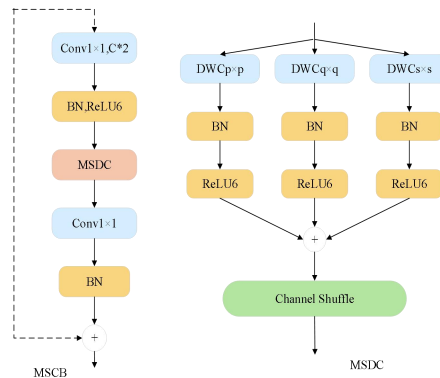 Conv1×1,C*2
BN,ReLU6
MSDC
Conv1×1
BN
+
MSCB
DWCp×p DWCq×q DWCs×s
BN BN BN
ReLU6 ReLU6 ReLU6
+
Channel Shuffle
MSDC